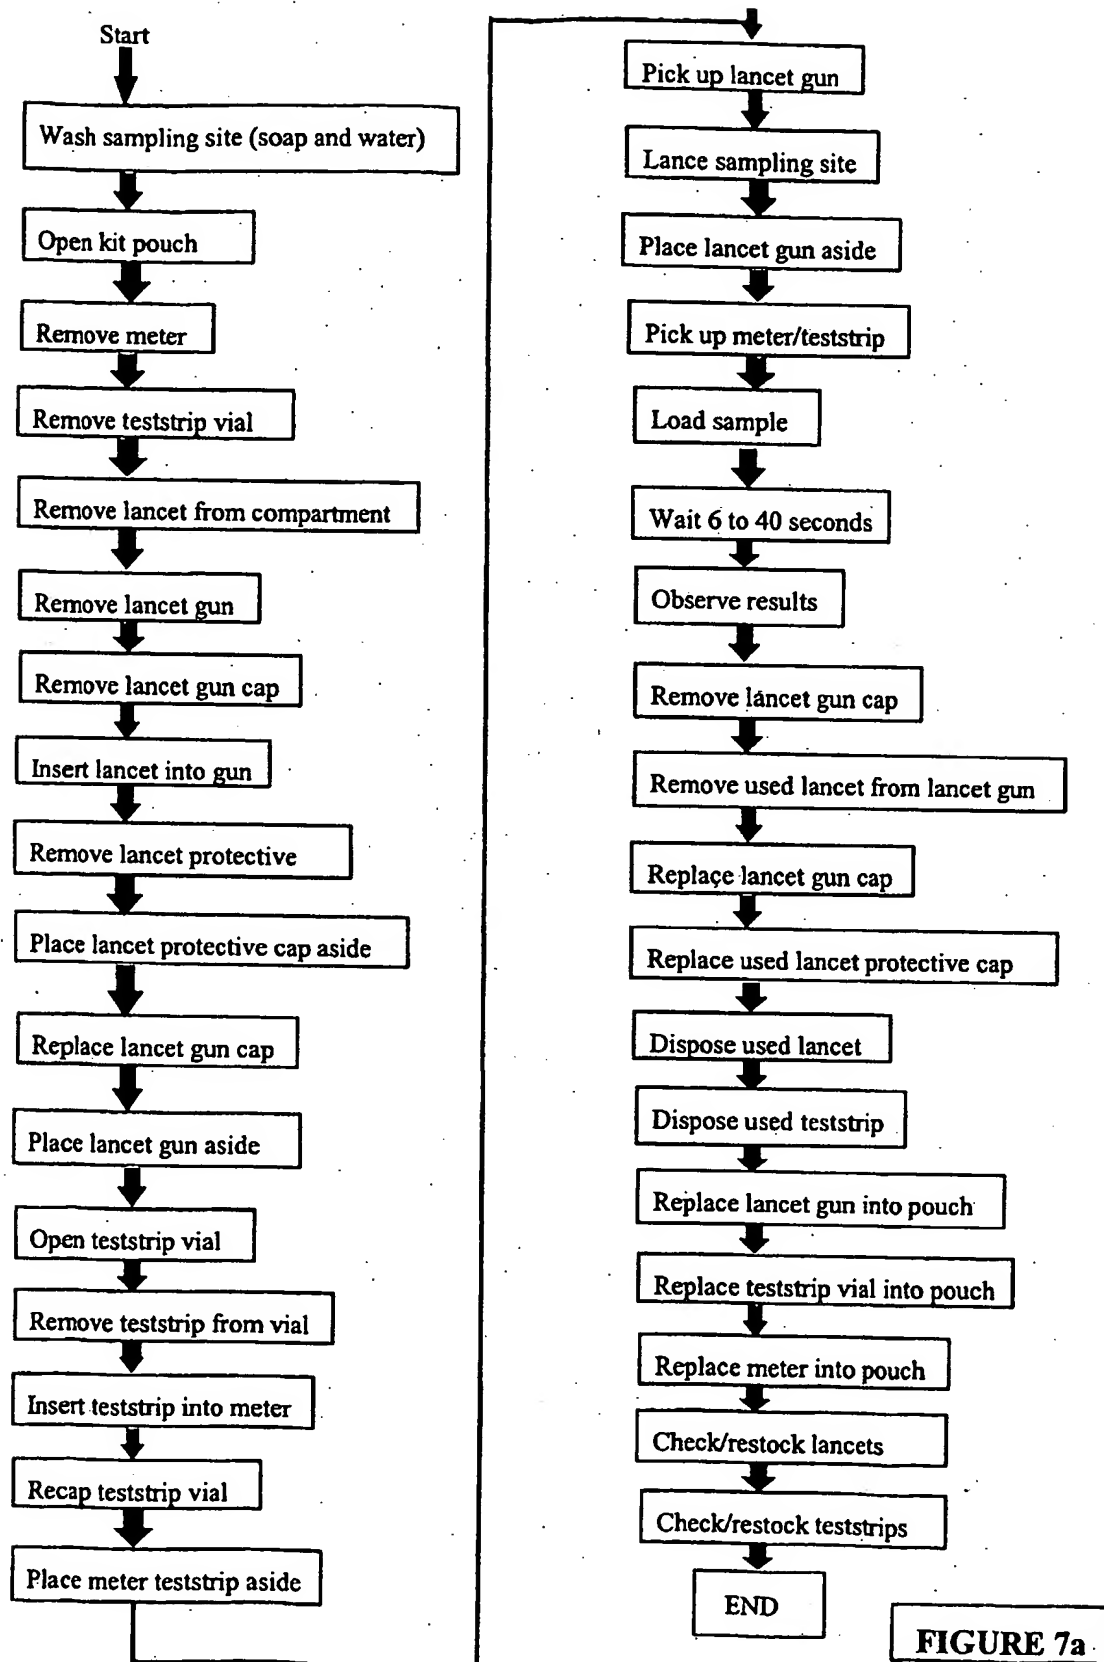 Start
Wash sampling site (soap and water)
Open kit pouch
Remove meter
Remove teststrip vial
Remove lancet from compartment
Remove lancet gun
Remove lancet gun cap
Insert lancet into gun
Remove lancet protective
Place lancet protective cap aside
Replace lancet gun cap
Place lancet gun aside
Open teststrip vial
Remove teststrip from vial
Insert teststrip into meter
Recap teststrip vial
Place meter teststrip aside
Pick up lancet gun
Lance sampling site
Place lancet gun aside
Pick up meter/teststrip
Load sample
Wait 6 to 40 seconds
Observe results
Remove lancet gun cap
Remove used lancet from lancet gun
Replace lancet gun cap
Replace used lancet protective cap
Dispose used lancet
Dispose used teststrip
Replace lancet gun into pouch
Replace teststrip vial into pouch
Replace meter into pouch
Check/restock lancets
Check/restock teststrips
END
FIGURE 7a